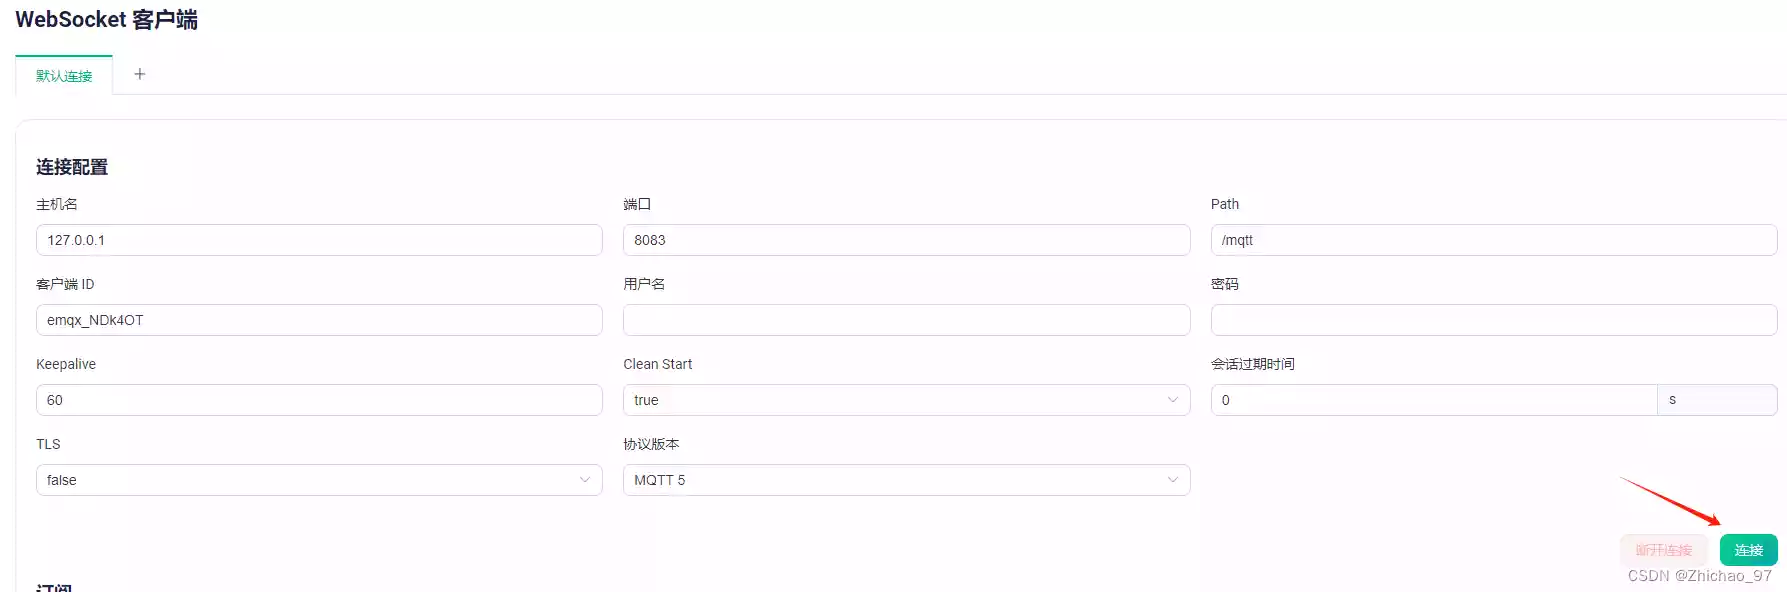 WebSocket 客户端
默认连接 +
连接配置
主机名 端口 Path
127.0.0.1 8083 /mqtt
客户端 ID 用户名 密码
emqx_NDk4OT
Keepalive Clean Start 会话过期时间
60 true 0 s
TLS 协议版本
false MQTT 5
断开连接 连接
CSDN @Zhichao_97
订阅